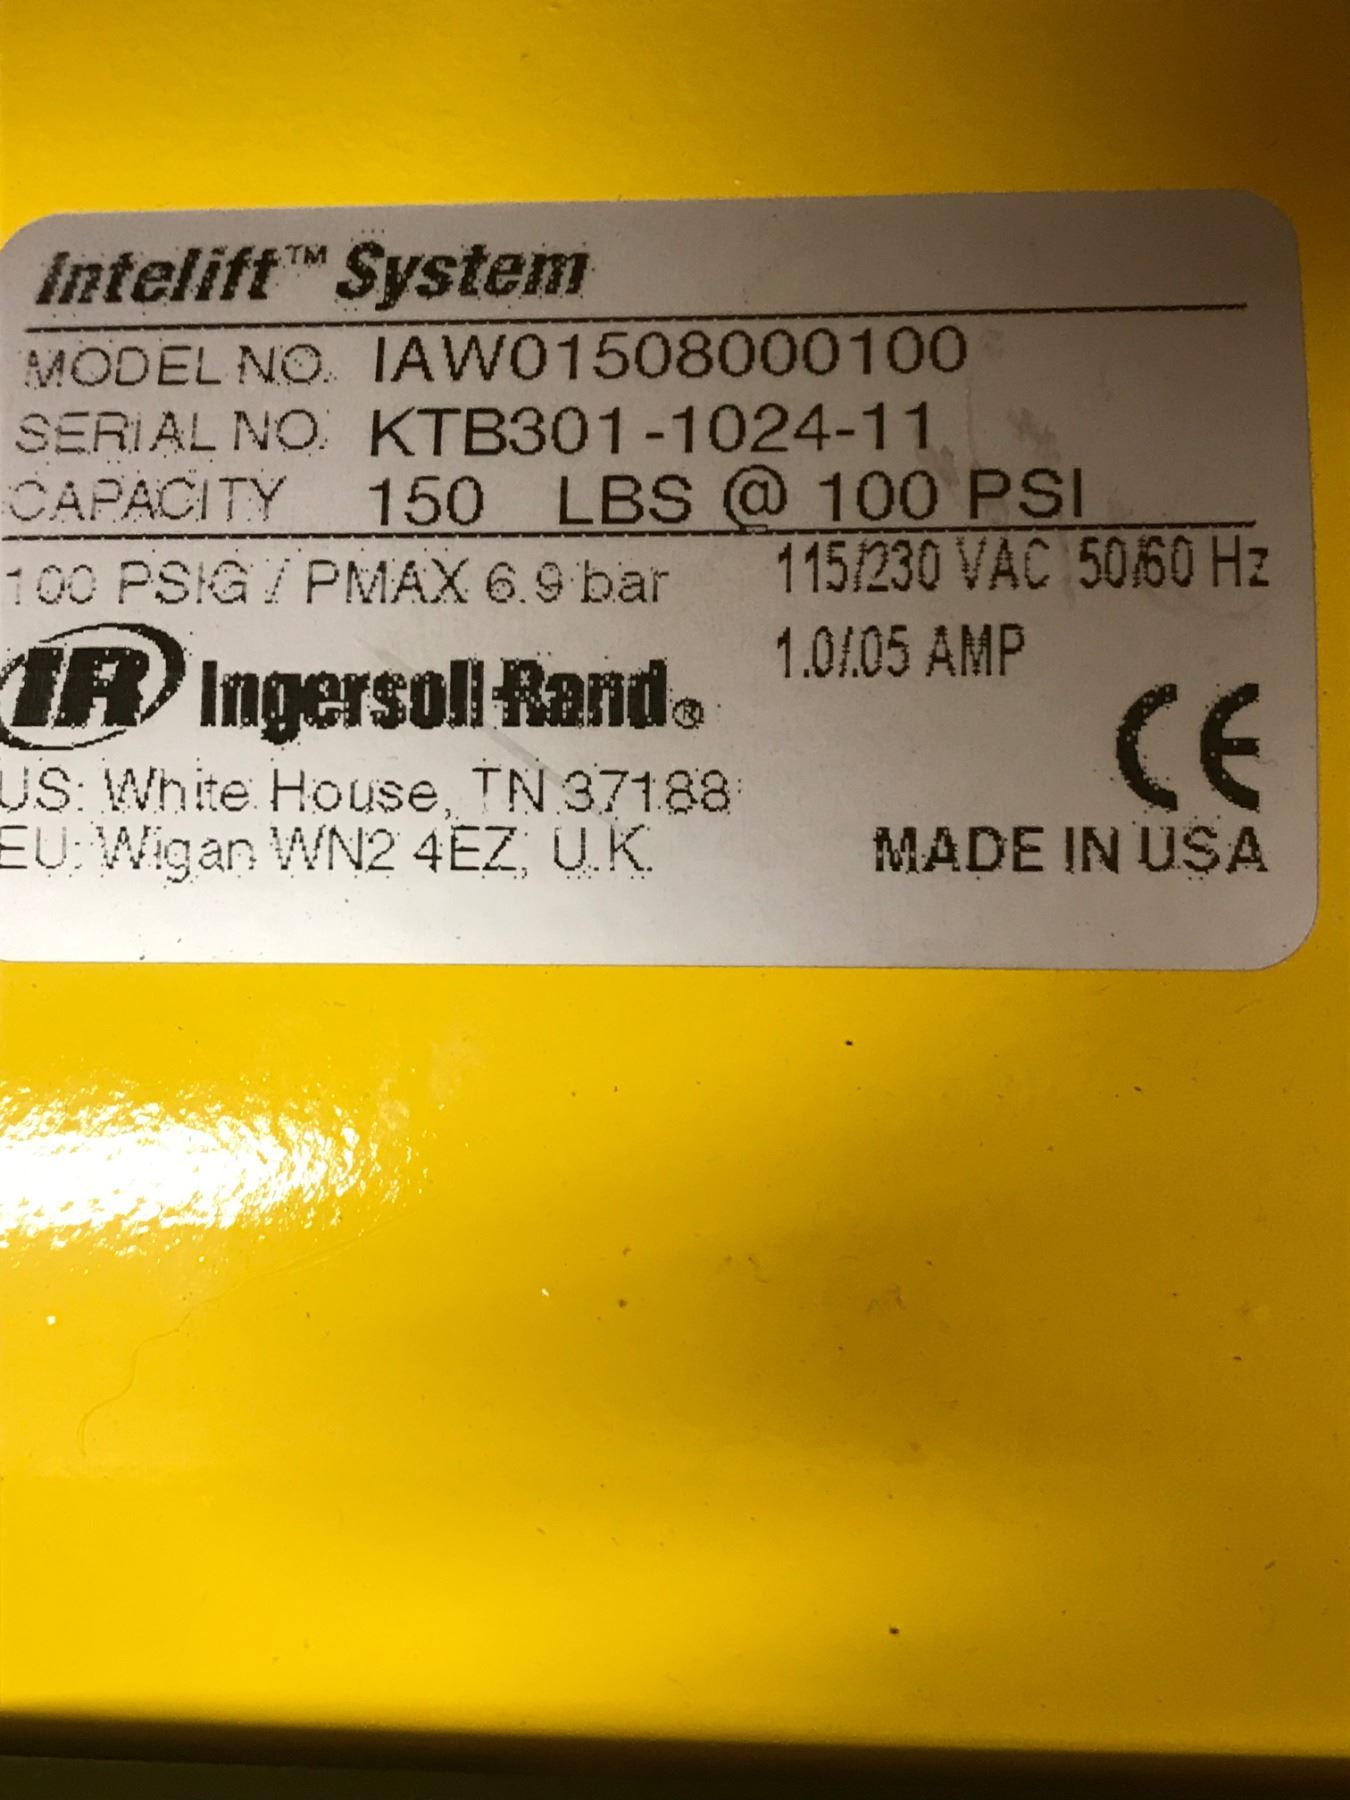 Intelift™ System
MODEL NO. IAW01508000100
SERIAL NO. KTB301-1024-11
CAPACITY 150 LBS @ 100 PSI
100 PSIG / PMAX 6.9 bar
115/230 VAC 50/60 Hz
1.0/.05 AMP
IR Ingersoll-Rand®
CE
US: White House, TN 37188
EU: Wigan WN2 4EZ, U.K.
MADE IN USA